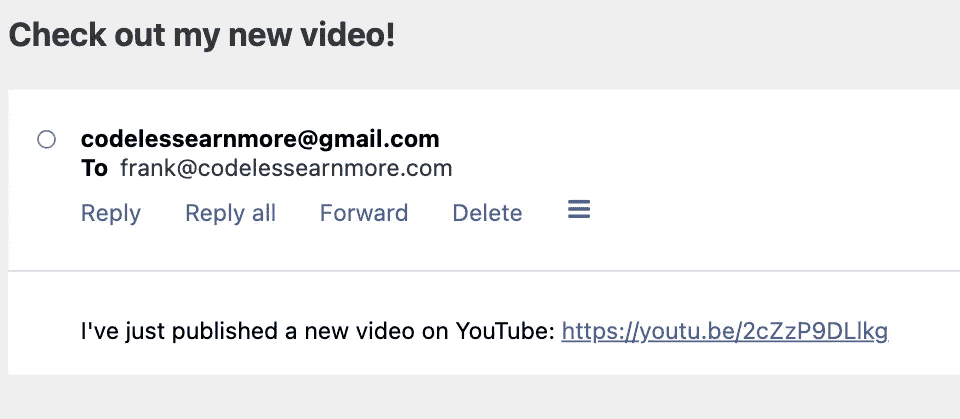 Check out my new video!
codelessearnmore@gmail.com
To frank@codelessearnmore.com
Reply Reply all Forward Delete
I've just published a new video on YouTube: https://youtu.be/2cZzP9DLlkg